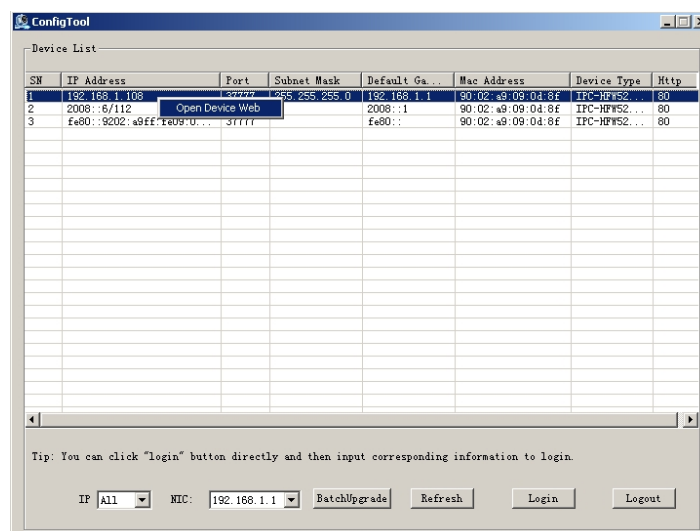 ConfigTool
Device List
SN IP Address Port Subnet Mask Default Ga... Mac Address Device Type Http
1 192.168.1.108 37777 255.255.255.0 192.168.1.1 90:02:a9:09:0d:8f IPC-HFW52... 80
Open Device Web
2 2008::6/112 2008::1 90:02:a9:09:0d:8f IPC-HFW52... 80
3 fe80::9202:a9ff:fe09:0... 37777 fe80:: 90:02:a9:09:0d:8f IPC-HFW52... 80
Tip: You can click "login" button directly and then input corresponding information to login.
IP All NIC: 192.168.1.1 BatchUpgrade Refresh Login Logout